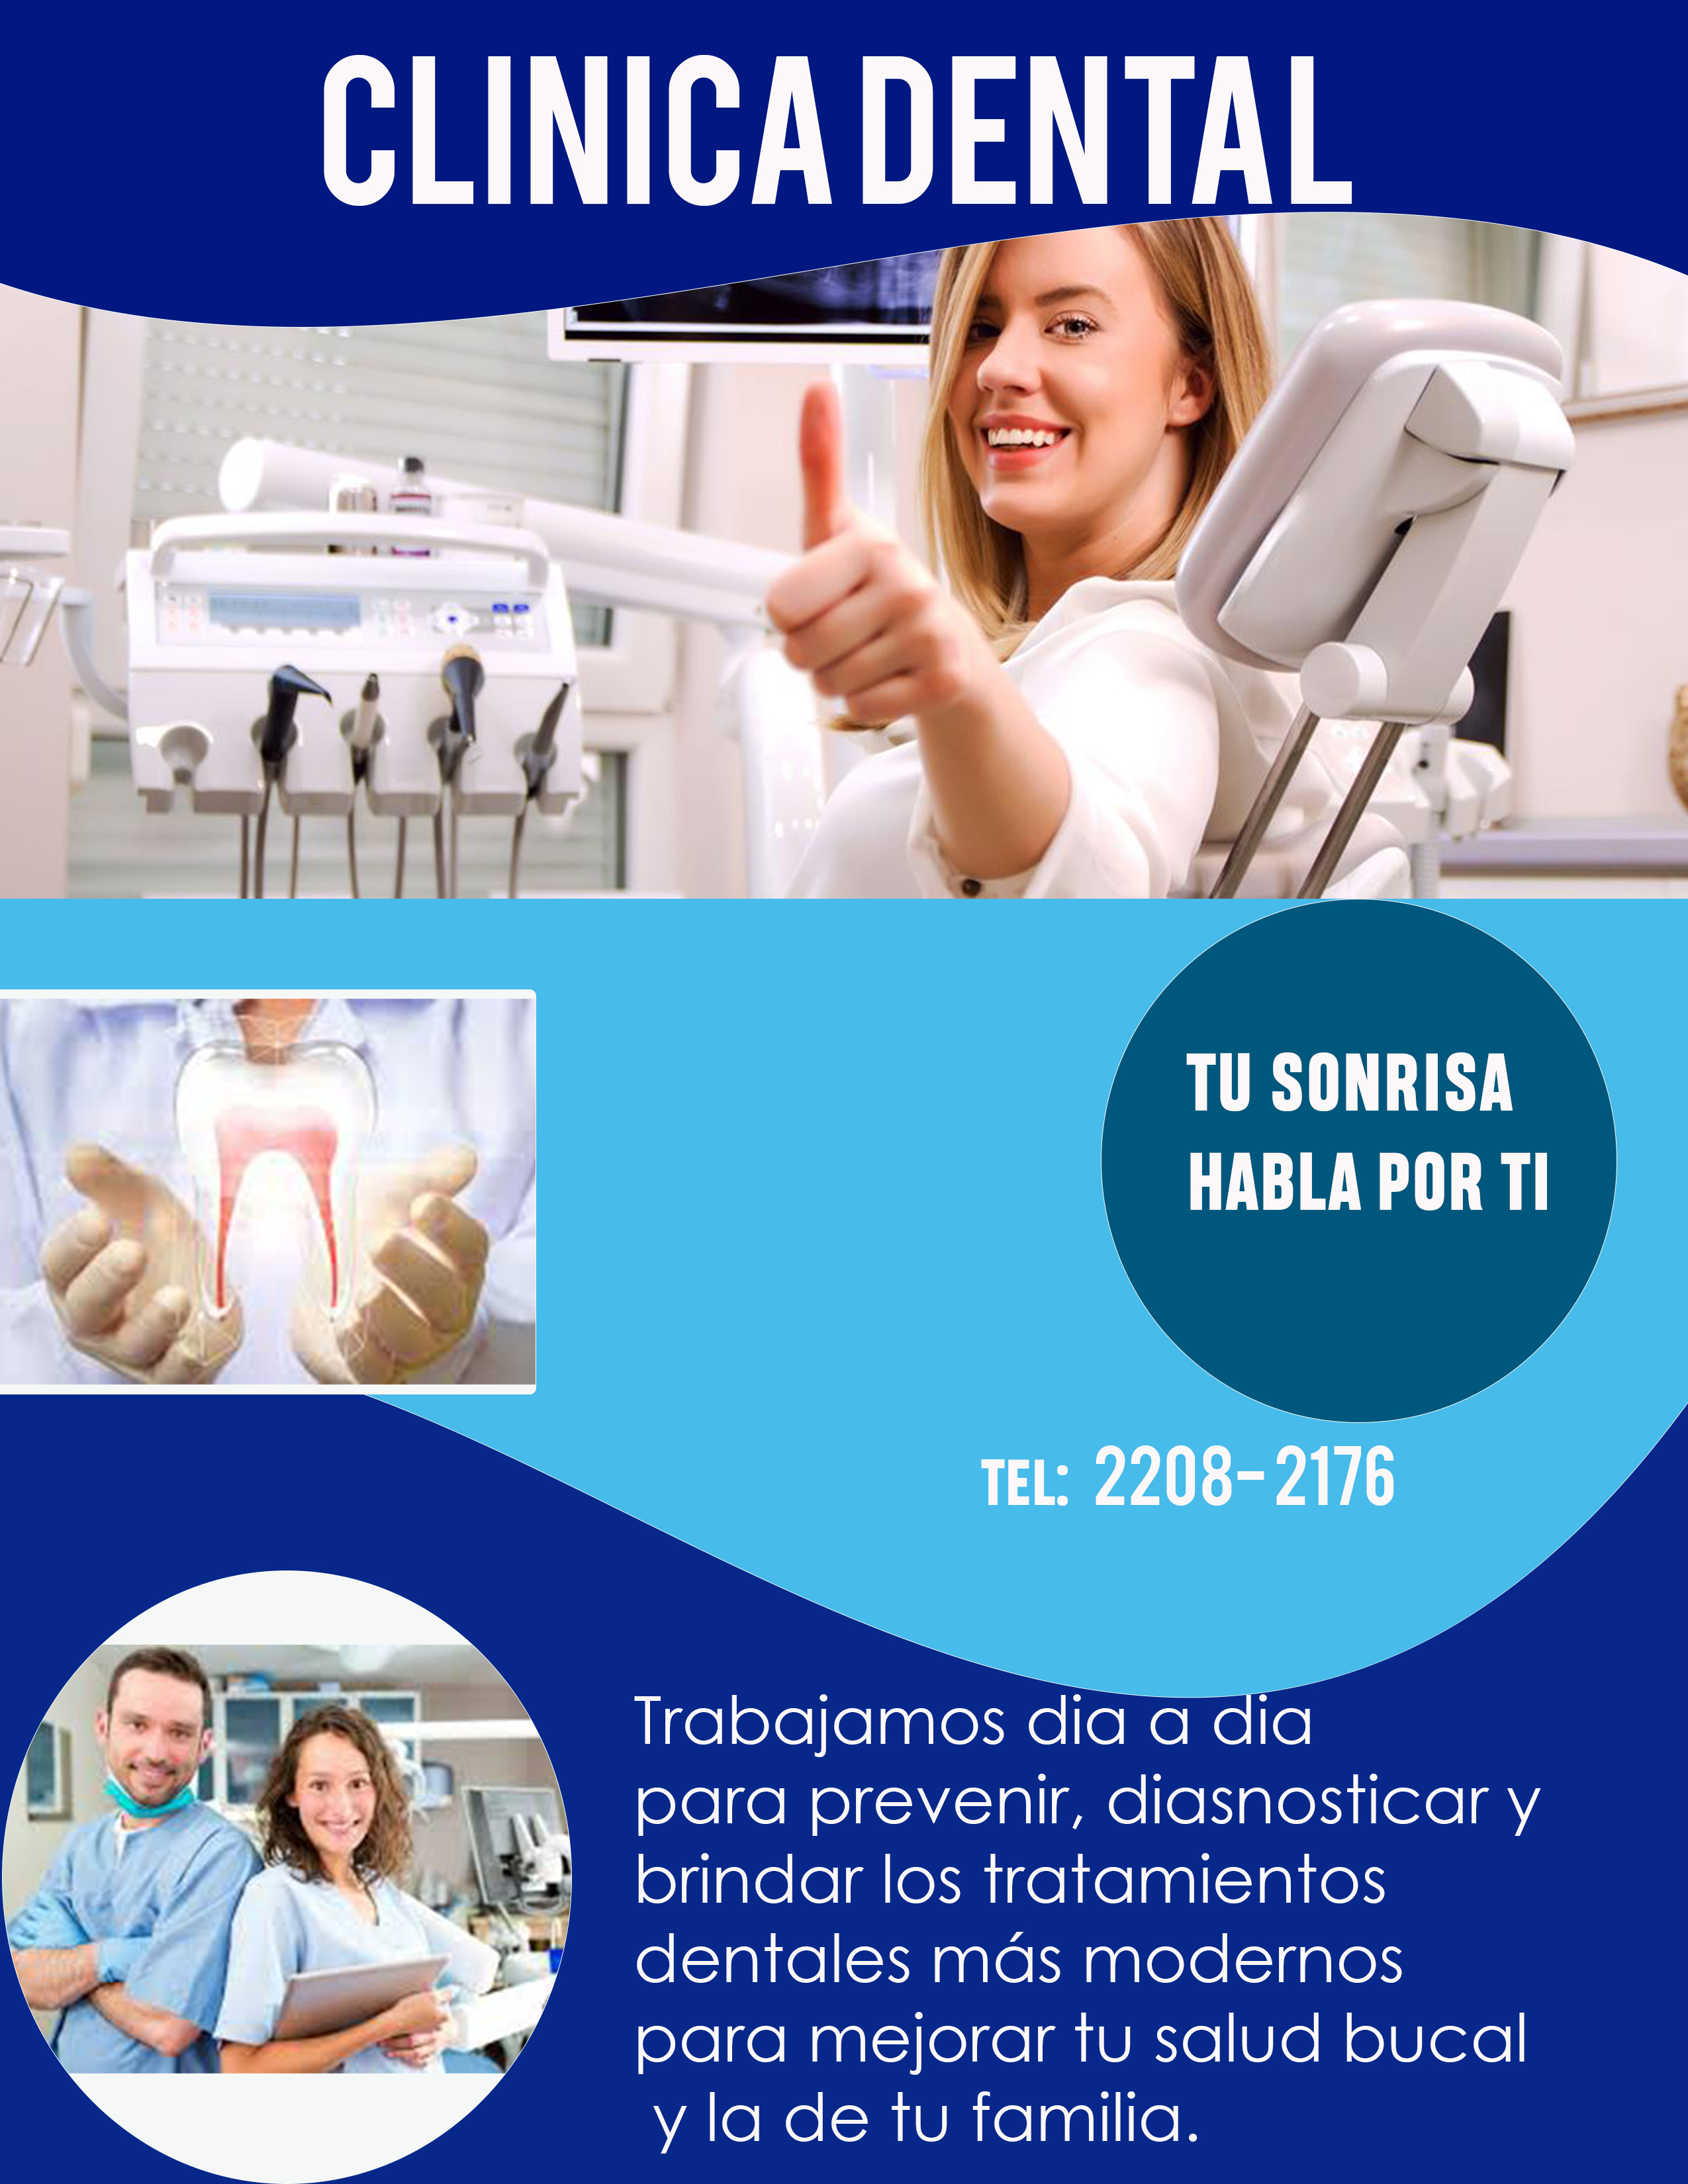 CLINICA DENTAL
TU SONRISA
HABLA POR TI
TEL: 2208-2176
Trabajamos dia a dia
para prevenir, diasnosticar y
brindar los tratamientos
dentales más modernos
para mejorar tu salud bucal
y la de tu familia.